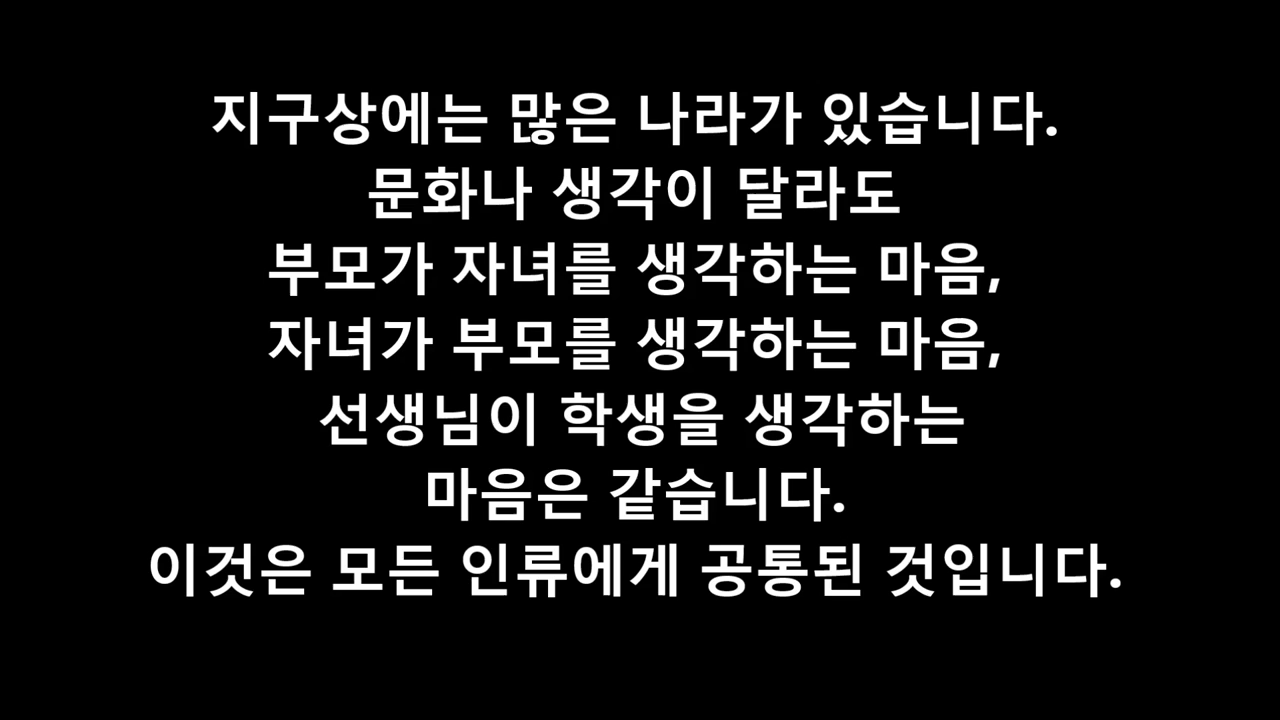 지구상에는 많은 나라가 있습니다.
문화나 생각이 달라도
부모가 자녀를 생각하는 마음,
자녀가 부모를 생각하는 마음,
선생님이 학생을 생각하는
마음은 같습니다.
이것은 모든 인류에게 공통된 것입니다.